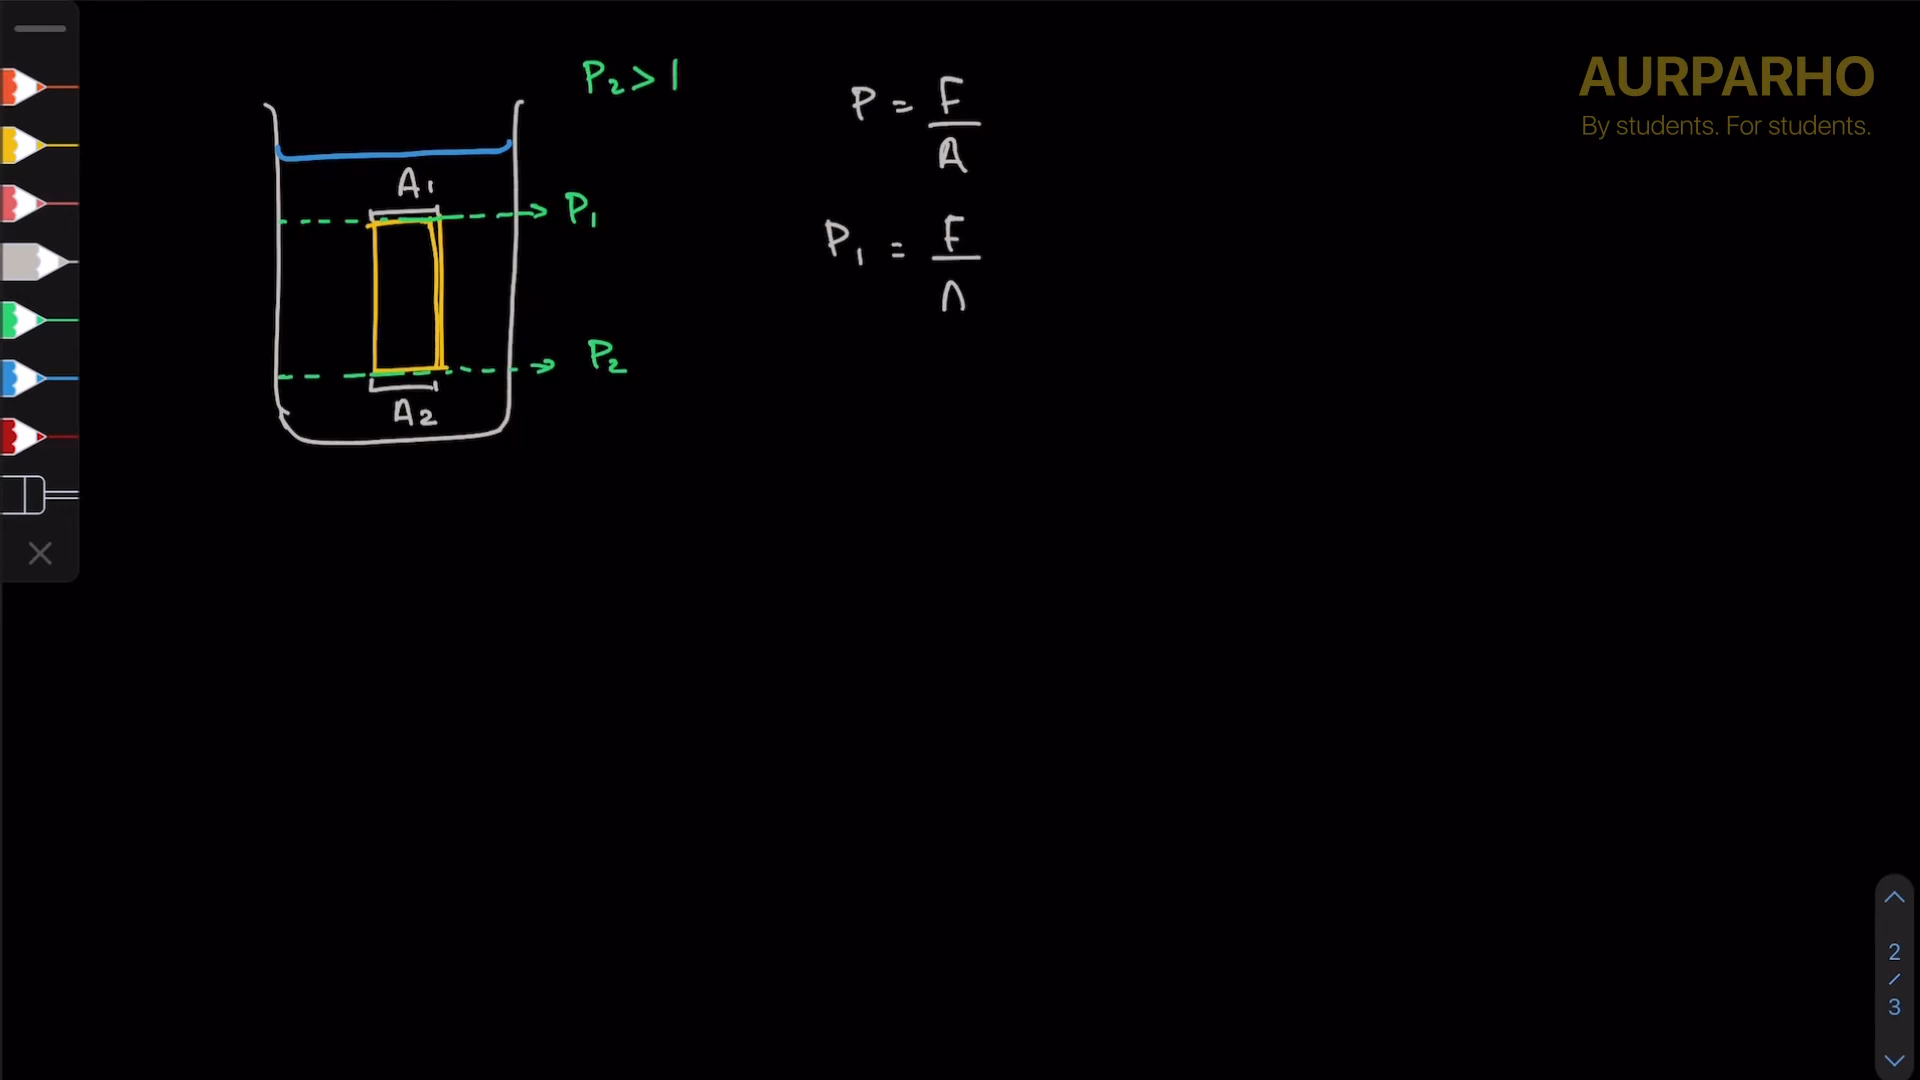 P₂ > 1
P = F/A
AURPARHO
By students. For students.
A₁
P₁
P₁ = F/
P₂
A₂
2
/
3